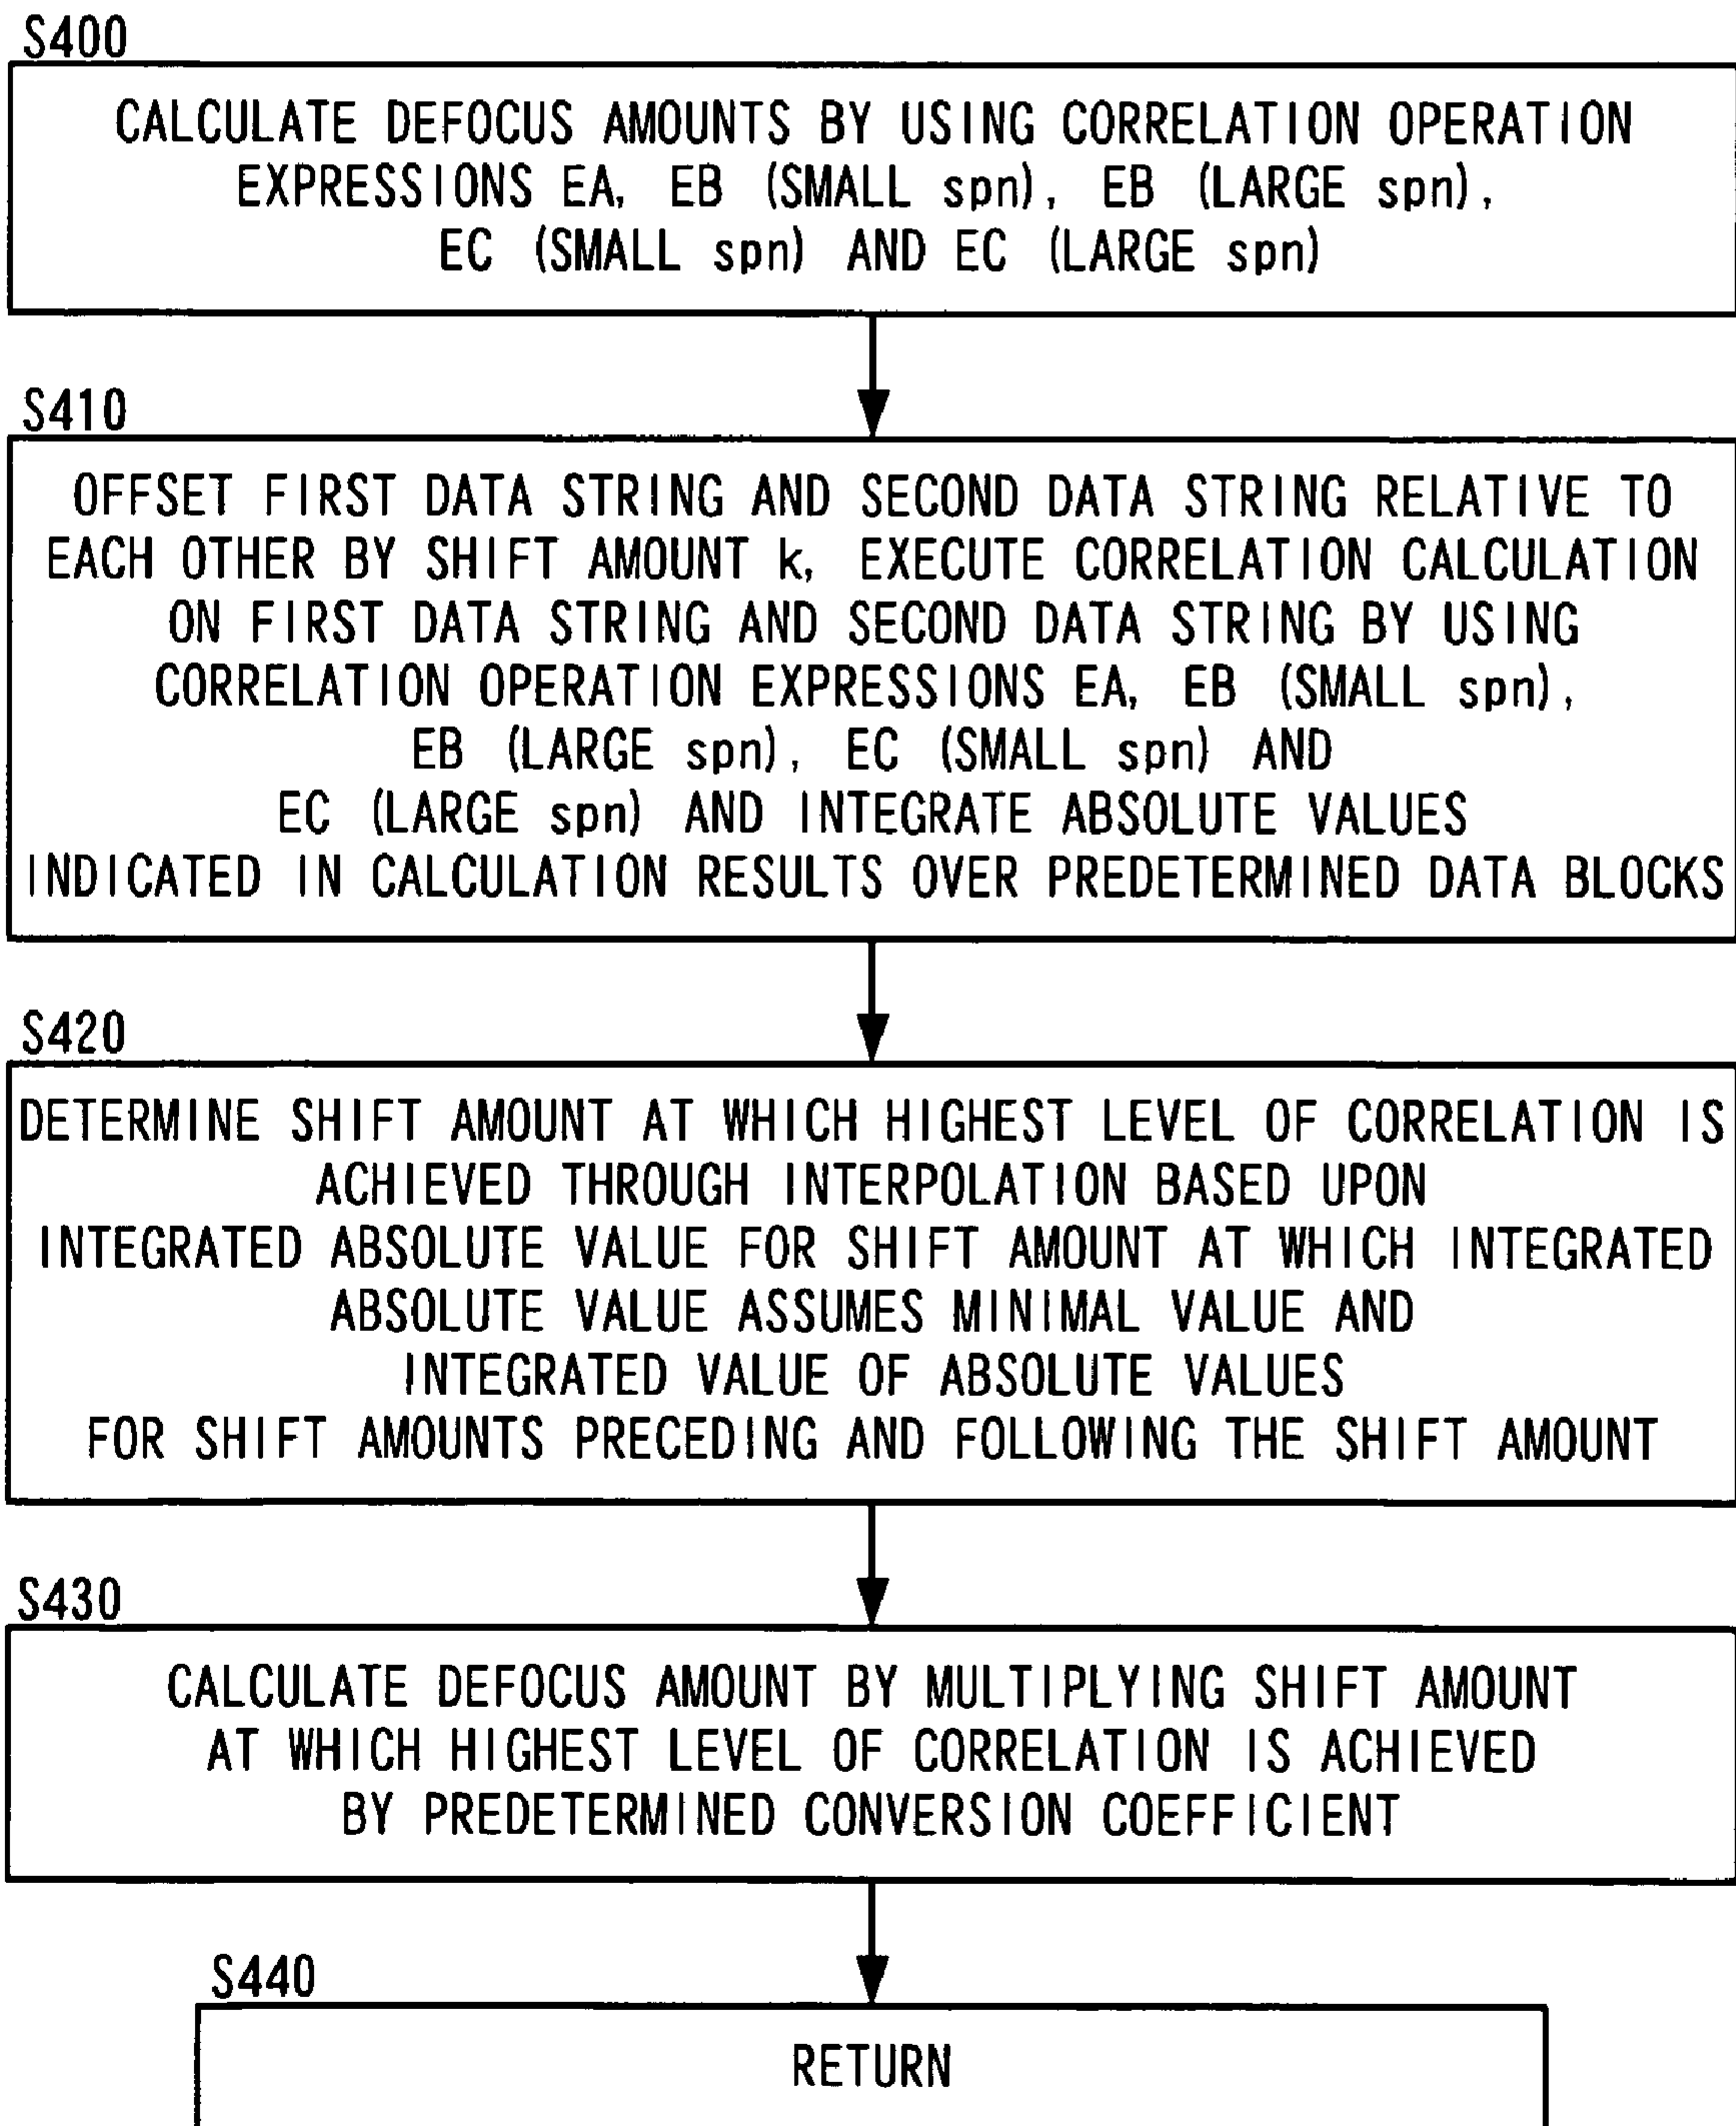 S400
CALCULATE DEFOCUS AMOUNTS BY USING CORRELATION OPERATION
EXPRESSIONS EA, EB (SMALL spn), EB (LARGE spn),
EC (SMALL spn) AND EC (LARGE spn)
S410
OFFSET FIRST DATA STRING AND SECOND DATA STRING RELATIVE TO
EACH OTHER BY SHIFT AMOUNT k, EXECUTE CORRELATION CALCULATION
ON FIRST DATA STRING AND SECOND DATA STRING BY USING
CORRELATION OPERATION EXPRESSIONS EA, EB (SMALL spn),
EB (LARGE spn), EC (SMALL spn) AND
EC (LARGE spn) AND INTEGRATE ABSOLUTE VALUES
INDICATED IN CALCULATION RESULTS OVER PREDETERMINED DATA BLOCKS
S420
DETERMINE SHIFT AMOUNT AT WHICH HIGHEST LEVEL OF CORRELATION IS
ACHIEVED THROUGH INTERPOLATION BASED UPON
INTEGRATED ABSOLUTE VALUE FOR SHIFT AMOUNT AT WHICH INTEGRATED
ABSOLUTE VALUE ASSUMES MINIMAL VALUE AND
INTEGRATED VALUE OF ABSOLUTE VALUES
FOR SHIFT AMOUNTS PRECEDING AND FOLLOWING THE SHIFT AMOUNT
S430
CALCULATE DEFOCUS AMOUNT BY MULTIPLYING SHIFT AMOUNT
AT WHICH HIGHEST LEVEL OF CORRELATION IS ACHIEVED
BY PREDETERMINED CONVERSION COEFFICIENT
S440
RETURN